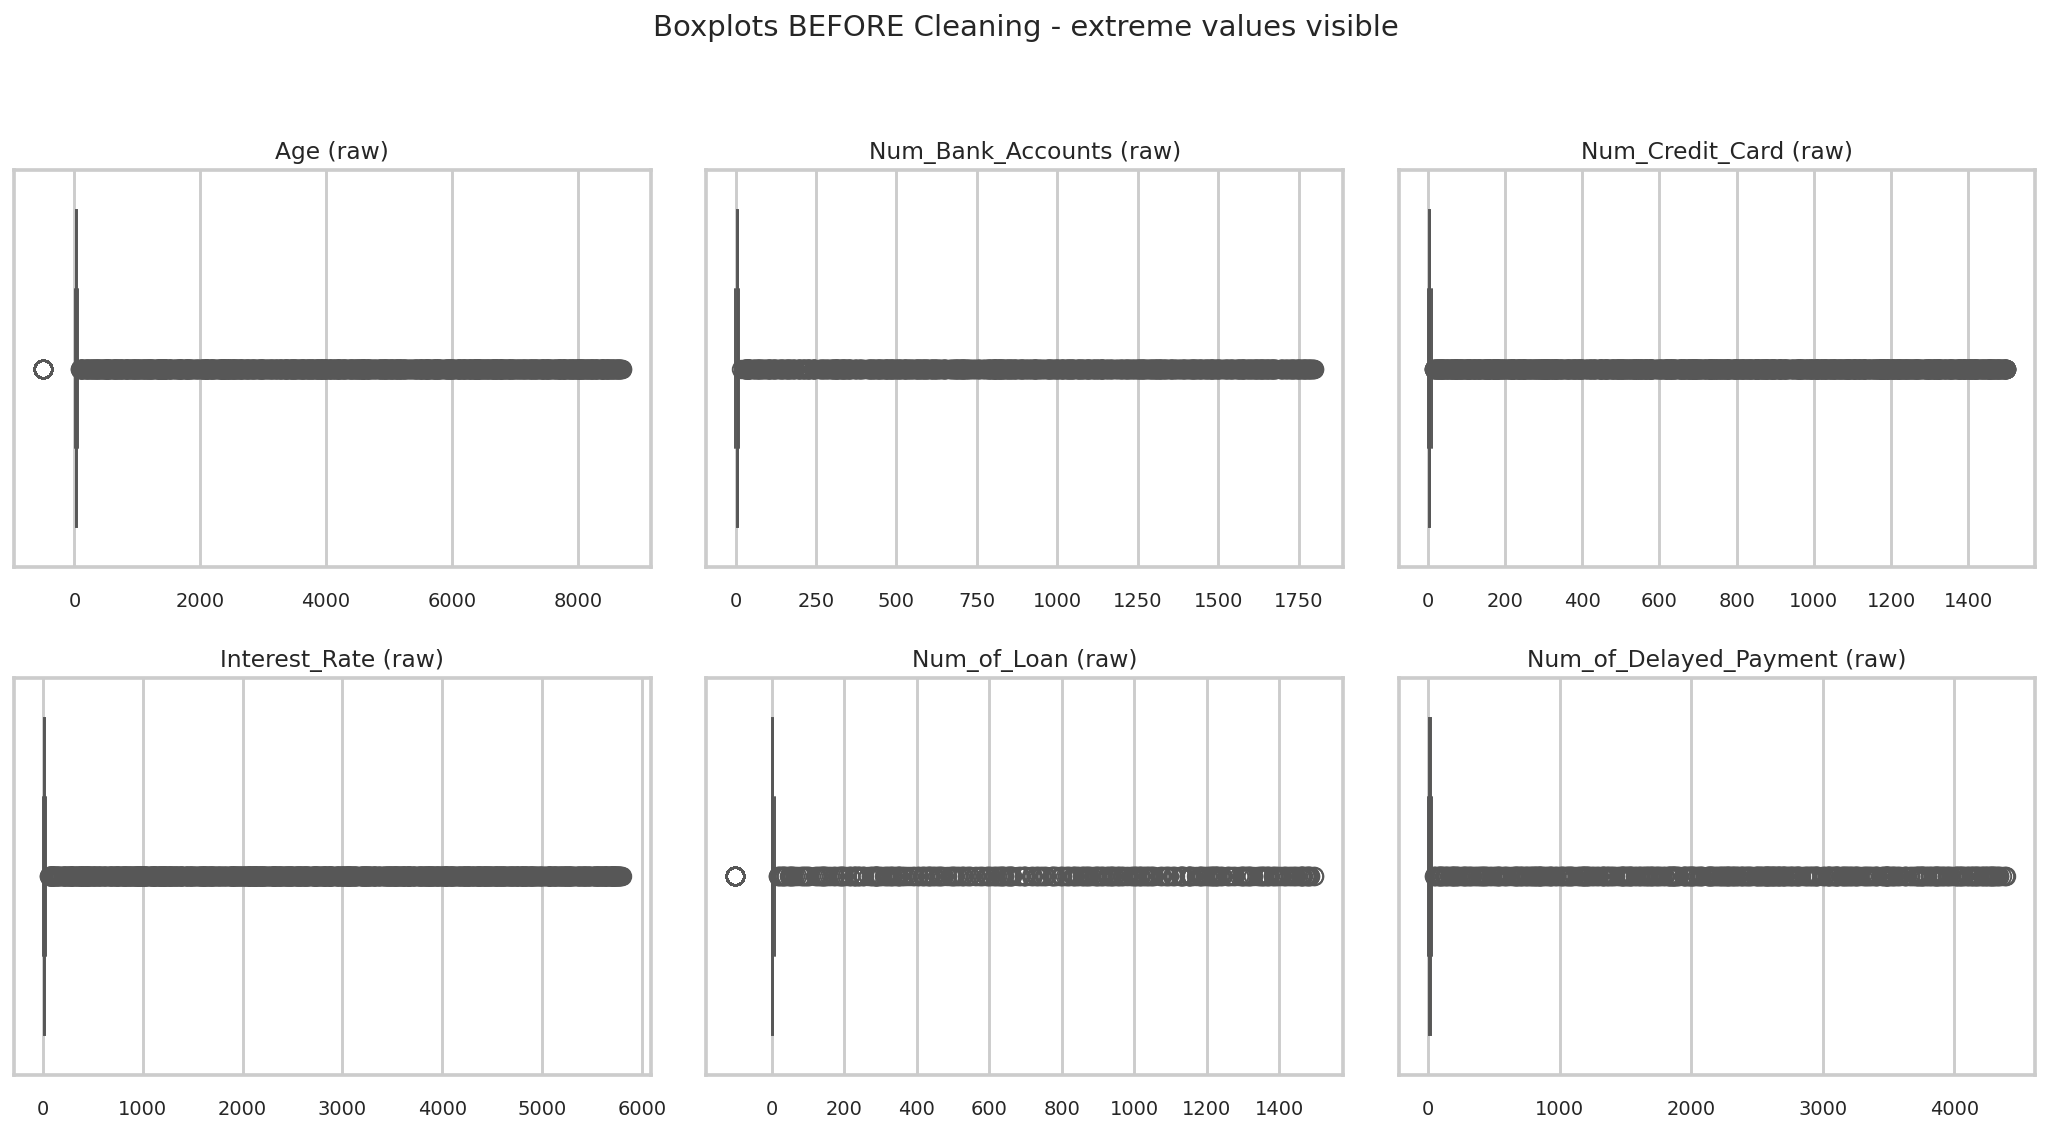 Boxplots BEFORE Cleaning - extreme values visible
Age (raw)
0 2000 4000 6000 8000
Num_Bank_Accounts (raw)
0 250 500 750 1000 1250 1500 1750
Num_Credit_Card (raw)
0 200 400 600 800 1000 1200 1400
Interest_Rate (raw)
0 1000 2000 3000 4000 5000 6000
Num_of_Loan (raw)
0 200 400 600 800 1000 1200 1400
Num_of_Delayed_Payment (raw)
0 1000 2000 3000 4000